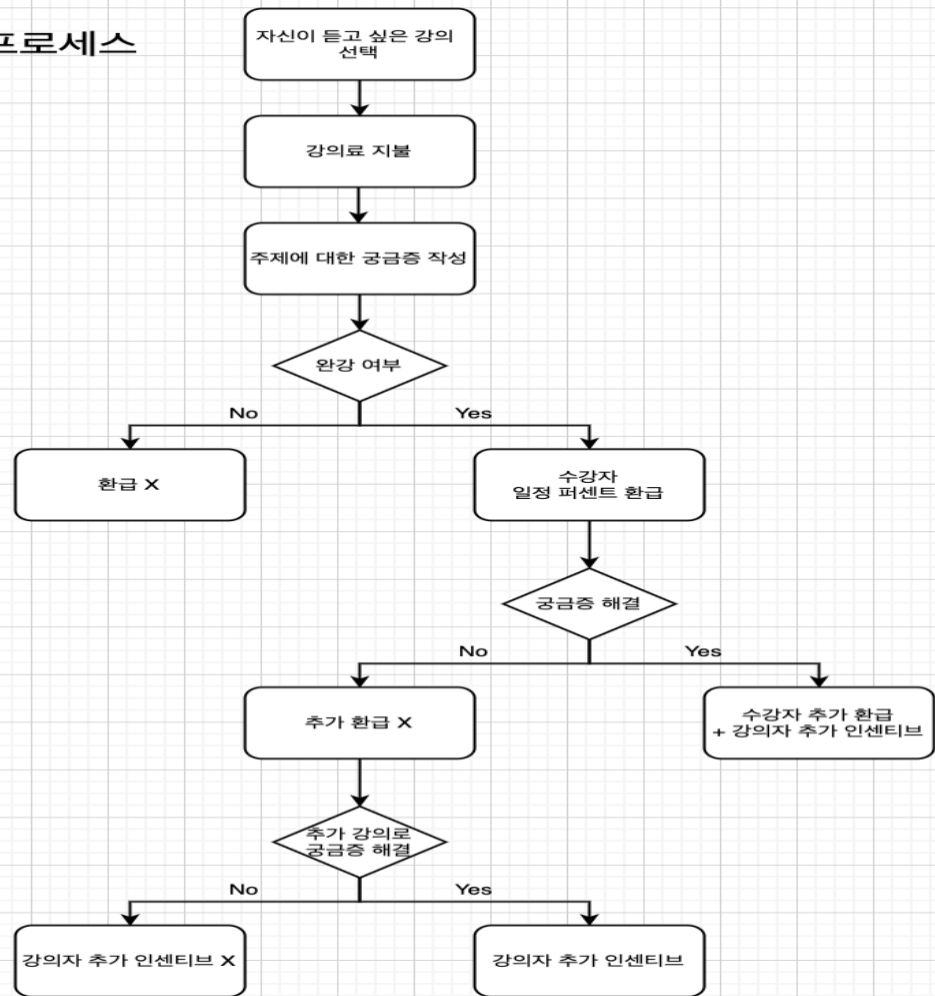 프로세스
자신이 듣고 싶은 강의
선택
강의료 지불
주제에 대한 궁금증 작성
완강 여부
No
Yes
환급 X
수강자
일정 퍼센트 환급
궁금증 해결
No
Yes
추가 환급 X
수강자 추가 환급
+ 강의자 추가 인센티브
추가 강의로
궁금증 해결
No
Yes
강의자 추가 인센티브 X
강의자 추가 인센티브